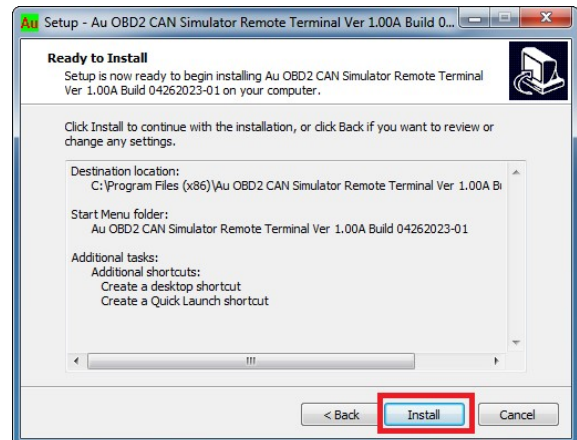 Au Setup - Au OBD2 CAN Simulator Remote Terminal Ver 1.00A Build 0...
Ready to Install
Setup is now ready to begin installing Au OBD2 CAN Simulator Remote Terminal
Ver 1.00A Build 04262023-01 on your computer.
Click Install to continue with the installation, or click Back if you want to review or
change any settings.
Destination location:
C:\Program Files (x86)\Au OBD2 CAN Simulator Remote Terminal Ver 1.00A Bu
Start Menu folder:
Au OBD2 CAN Simulator Remote Terminal Ver 1.00A Build 04262023-01
Additional tasks:
Additional shortcuts:
Create a desktop shortcut
Create a Quick Launch shortcut
< Back Install Cancel